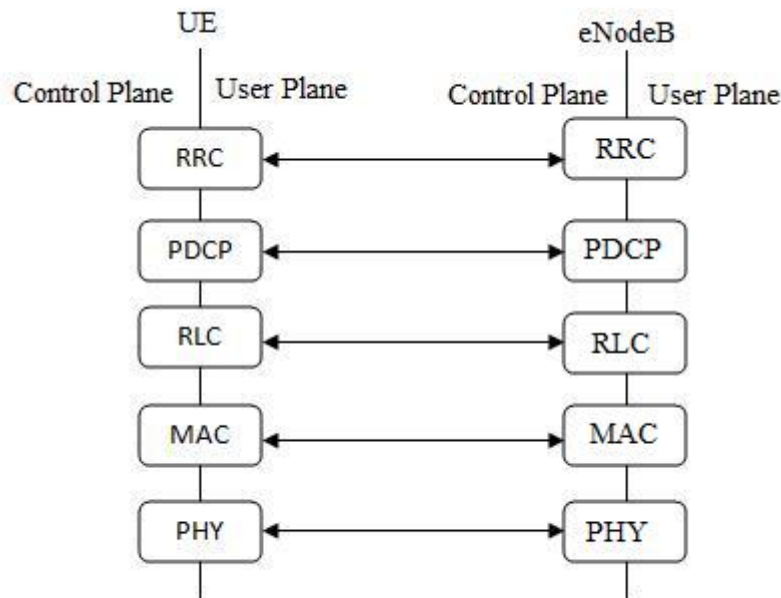 UE
eNodeB
Control Plane
User Plane
Control Plane
User Plane
RRC
RRC
PDCP
PDCP
RLC
RLC
MAC
MAC
PHY
PHY